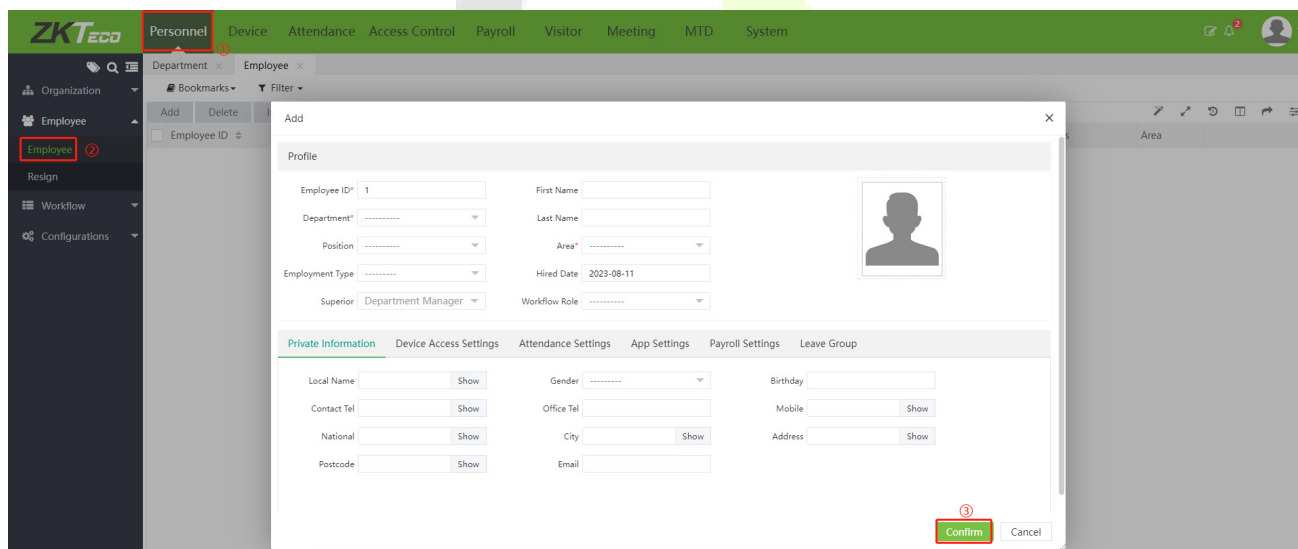 ZKTeco Personnel Device Attendance Access Control Payroll Visitor Meeting MTD System 2
①
Department × Employee ×
Organization Bookmarks Filter
Add Delete
Employee
Employee ID Area
Employee ②
Resign
Workflow
Configurations
Add ×
Profile
Employee ID* 1 First Name
Department* ---------- Last Name
Position ---------- Area* ----------
Employment Type --------- Hired Date 2023-08-11
Superior Department Manager Workflow Role ----------
Private Information Device Access Settings Attendance Settings App Settings Payroll Settings Leave Group
Local Name Show Gender --------- Birthday
Contact Tel Show Office Tel Mobile Show
National Show City Show Address Show
Postcode Show Email
③
Confirm Cancel